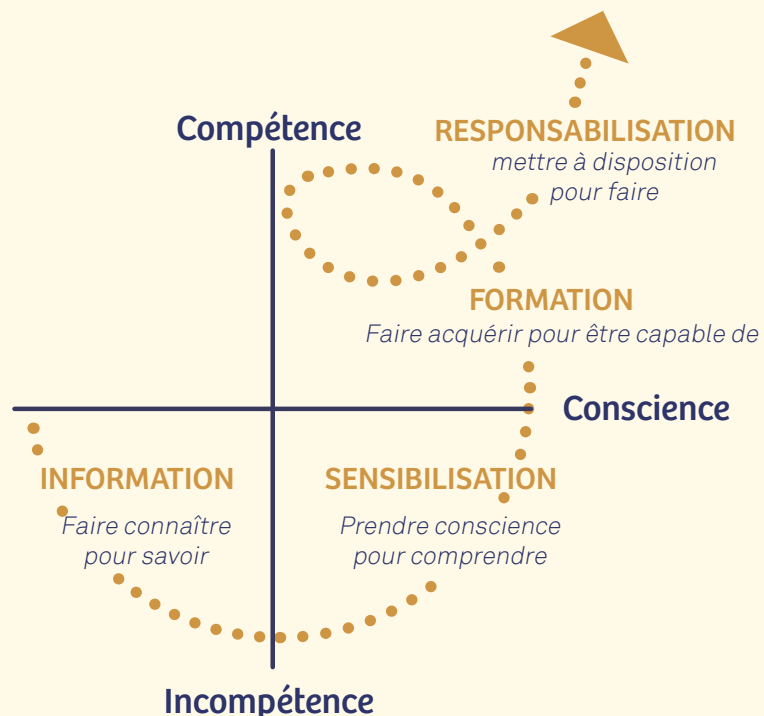 Compétence
RESPONSABILISATION
mettre à disposition
pour faire
FORMATION
Faire acquérir pour être capable de
Conscience
INFORMATION
Faire connaître
pour savoir
SENSIBILISATION
Prendre conscience
pour comprendre
Incompétence